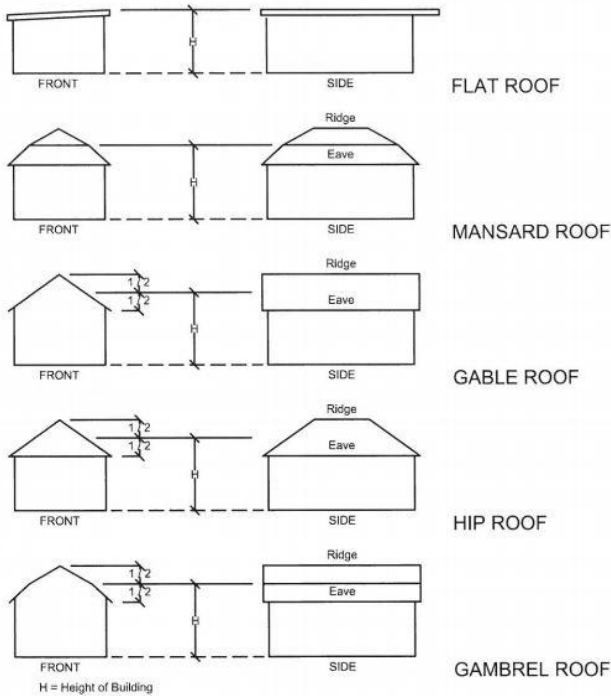 H
FRONT
SIDE
FLAT ROOF
Ridge
Eave
H
FRONT
SIDE
MANSARD ROOF
Ridge
1 2
1 2
Eave
H
FRONT
SIDE
GABLE ROOF
Ridge
1 2
1 2
Eave
H
FRONT
SIDE
HIP ROOF
Ridge
1 2
1 2
Eave
H
FRONT
SIDE
GAMBREL ROOF
H = Height of Building